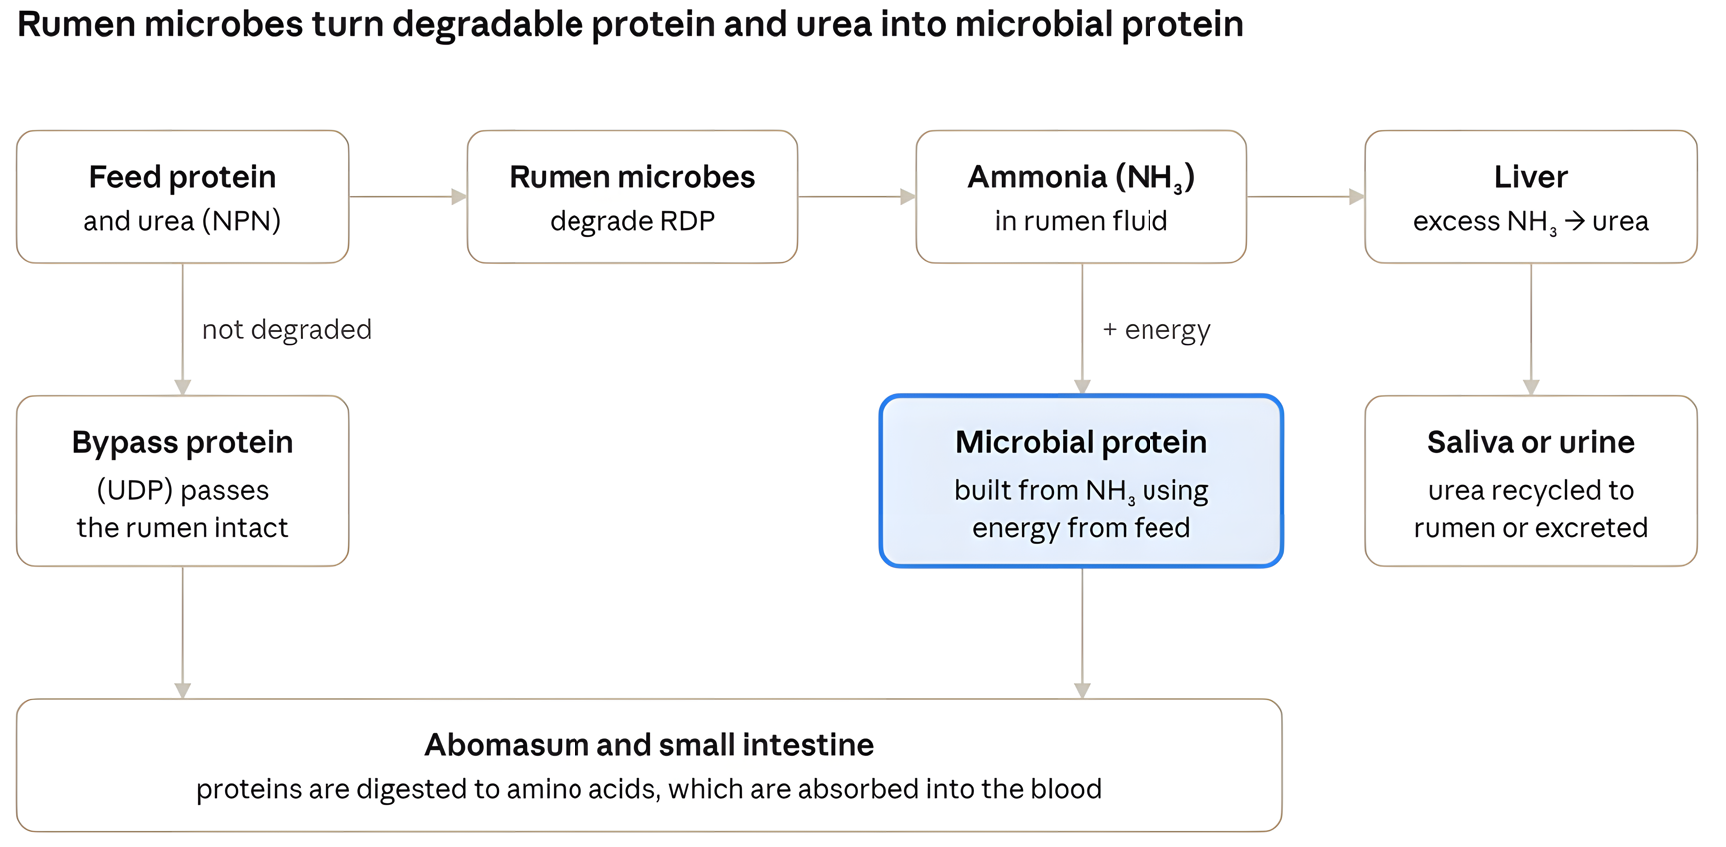 Rumen microbes turn degradable protein and urea into microbial protein
Feed protein
and urea (NPN)
Rumen microbes
degrade RDP
Ammonia (NH₃)
in rumen fluid
Liver
excess NH₃ → urea
not degraded
+ energy
Bypass protein
(UDP) passes
the rumen intact
Microbial protein
built from NH₃ using
energy from feed
Saliva or urine
urea recycled to
rumen or excreted
Abomasum and small intestine
proteins are digested to amino acids, which are absorbed into the blood